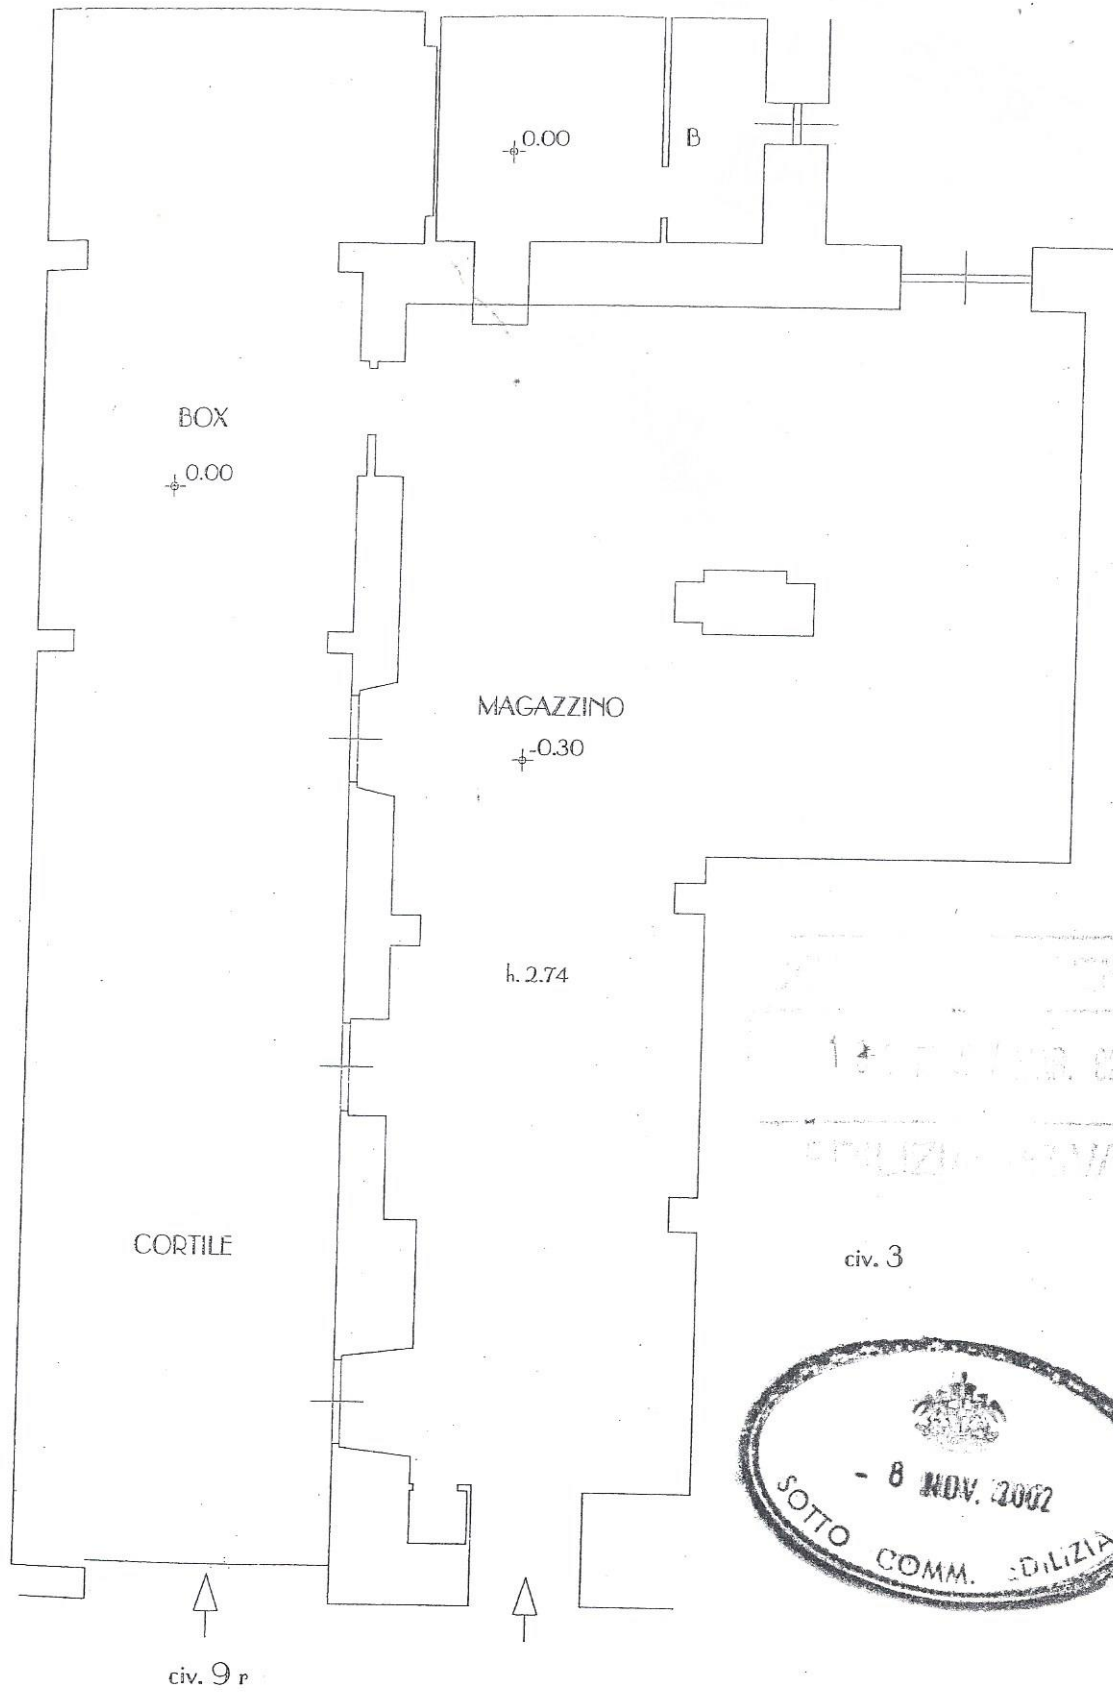 0.00
B
BOX
0.00
MAGAZZINO
-0.30
h. 2.74
CORTILE
civ. 3
- 8 NOV. 2002
SOTTO COMM. EDILIZIA
civ. 9 r